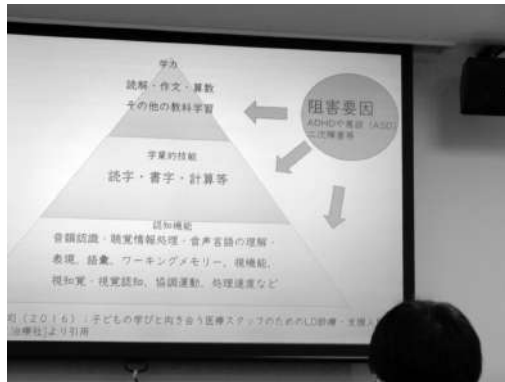 学力
読解・作文・算数
その他の教科学習
学業的技能
読字・書字・計算等
認知機能
音韻認識・聴覚情報処理・音声言語の理解・
表現、語彙、ワーキングメモリー、視機能、
視知覚・視覚認知、協調運動、処理速度など
阻害要因
ADHDや (ASD)
二次障害等
町（２０１６）：子どもの学びと向き合う医療スタッフのためのLD診療・支援
治療社]より引用